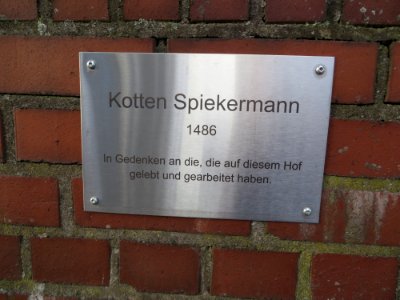 Kotten Spiekermann
1486
In Gedenken an die, die auf diesem Hof
gelebt und gearbeitet haben.